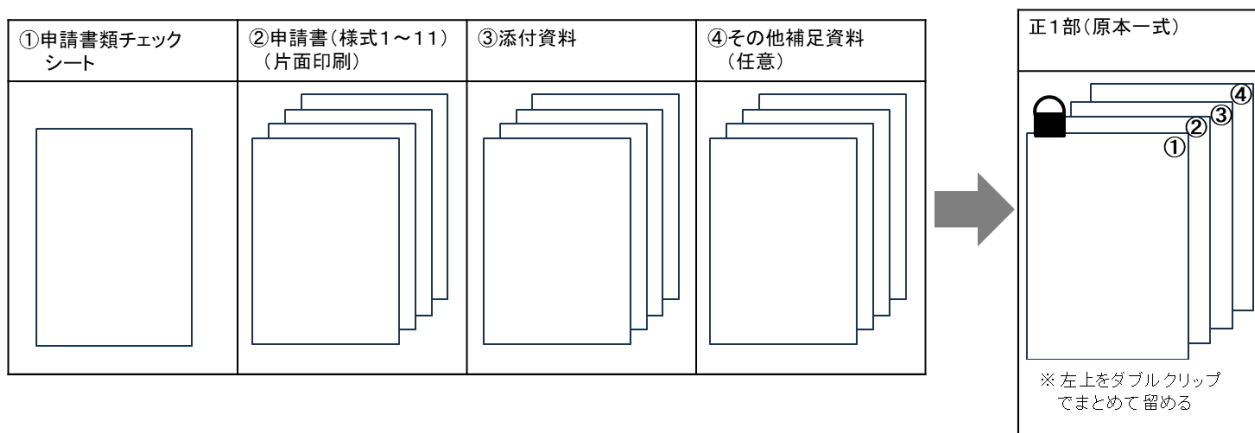 ①申請書類チェック
シート
②申請書(様式1～11)
(片面印刷)
③添付資料
④その他補足資料
(任意)
正1部(原本一式)
④
③
②
①
※左上をダブルクリップ
でまとめて留める